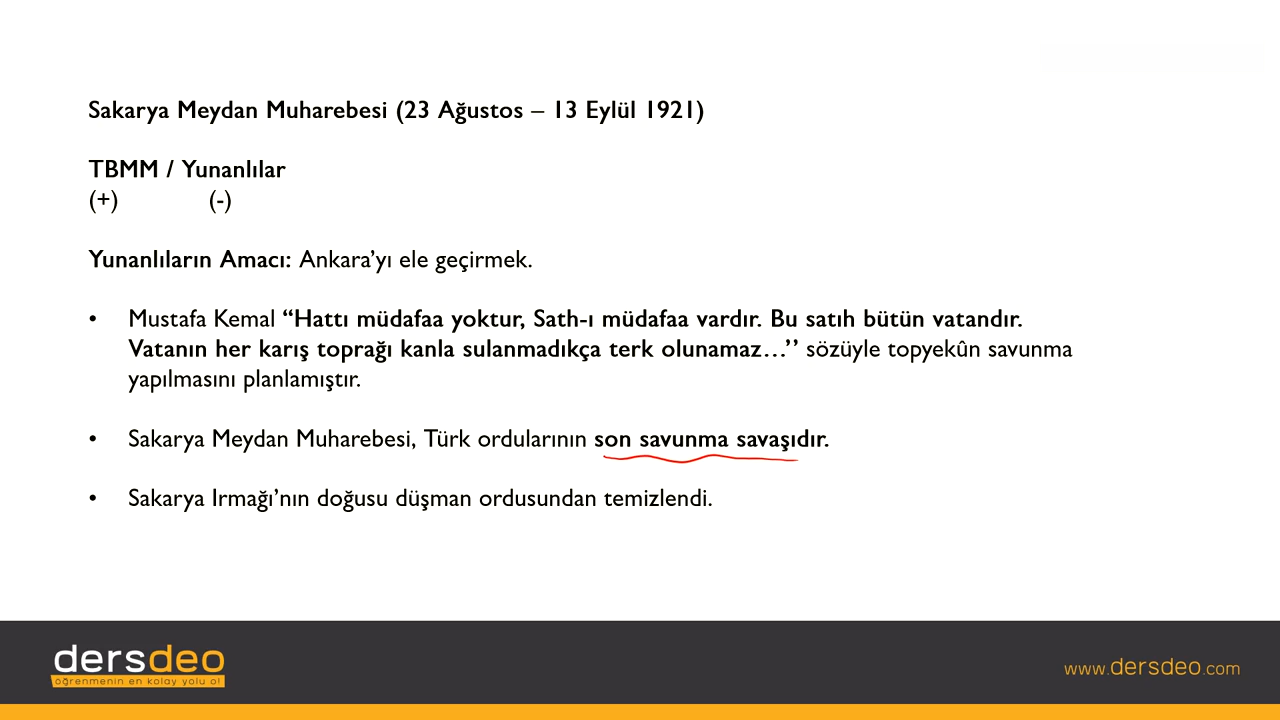 Sakarya Meydan Muharebesi (23 Ağustos – 13 Eylül 1921)
TBMM / Yunanlılar
(+) (-)
Yunanlıların Amacı: Ankara’yı ele geçirmek.
• Mustafa Kemal “Hattı müdafaa yoktur, Sath-ı müdafaa vardır. Bu satıh bütün vatandır.
Vatanın her karış toprağı kanla sulanmadıkça terk olunamaz…’’ sözüyle topyekûn savunma
yapılmasını planlamıştır.
• Sakarya Meydan Muharebesi, Türk ordularının son savunma savaşıdır.
• Sakarya Irmağı’nın doğusu düşman ordusundan temizlendi.
dersdeo
öğrenmenin en kolay yolu o!
www.dersdeo.com